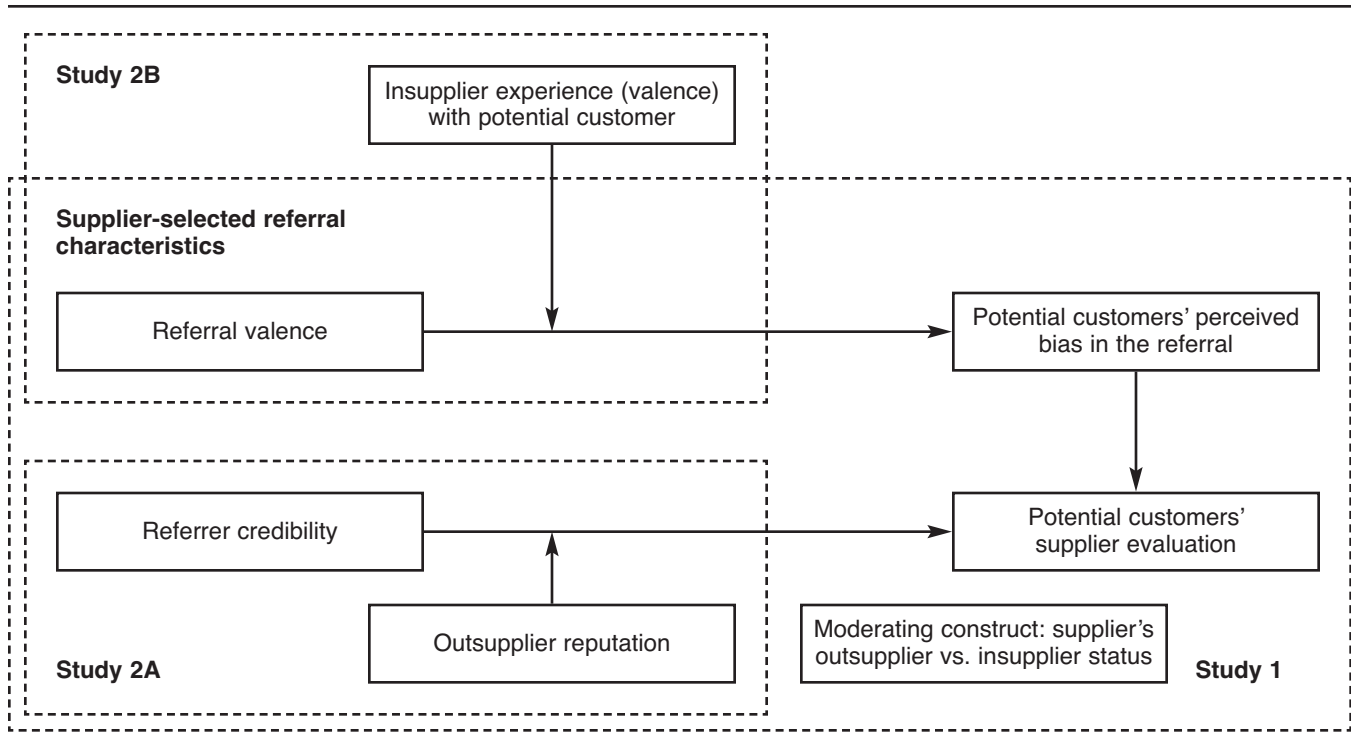 Study 2B
Insupplier experience (valence)
with potential customer
Supplier-selected referral
characteristics
Referral valence
Potential customers’ perceived
bias in the referral
Referrer credibility
Potential customers’
supplier evaluation
Outsupplier reputation
Moderating construct: supplier’s
outsupplier vs. insupplier status
Study 2A
Study 1